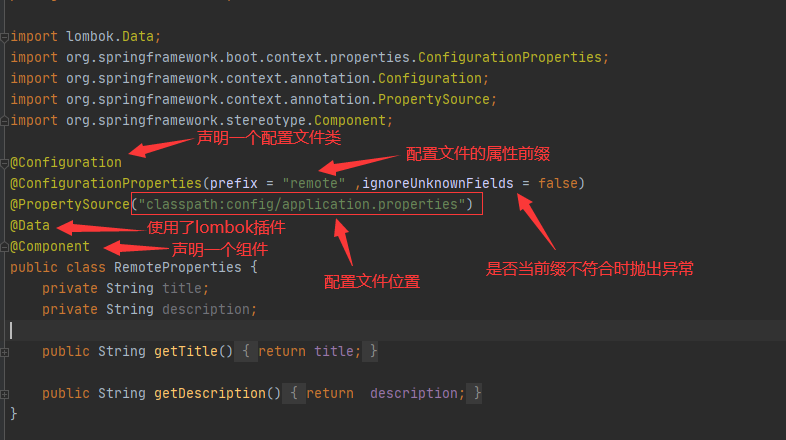 import lombok.Data;
import org.springframework.boot.context.properties.ConfigurationProperties;
import org.springframework.context.annotation.Configuration;
import org.springframework.context.annotation.PropertySource;
import org.springframework.stereotype.Component;
声明一个配置文件类
配置文件的属性前缀
@Configuration
@ConfigurationProperties(prefix = "remote" ,ignoreUnknownFields = false)
@PropertySource("classpath:config/application.properties")
@Data
使用了lombok插件
@Component
声明一个组件
public class RemoteProperties {
是否当前缀不符合时抛出异常
配置文件位置
private String title;
private String description;
public String getTitle() { return title; }
public String getDescription() { return description; }
}